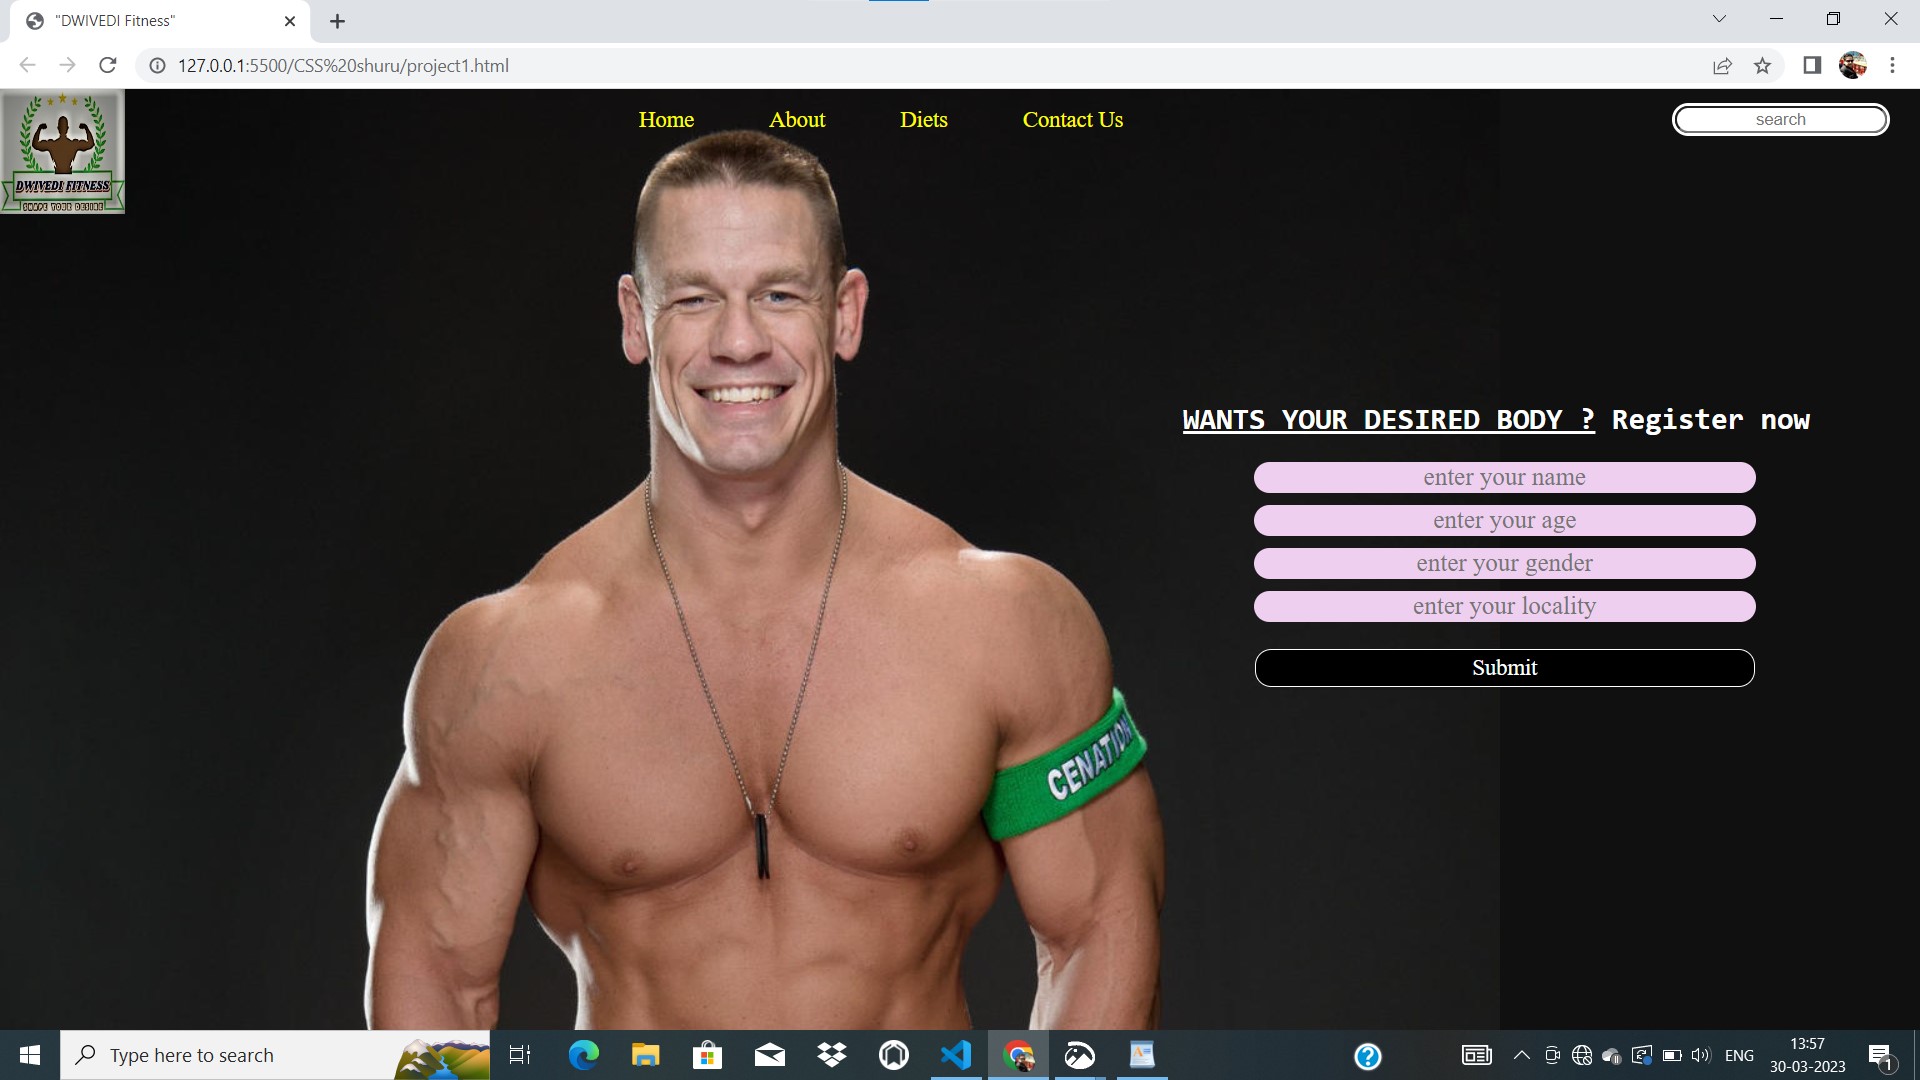 "DWIVEDI Fitness"
127.0.0.1:5500/CSS%20shuru/project1.html
Home About Diets Contact Us
search
DWIVEDI FITNESS
SHAPE YOUR DESIRE
WANTS YOUR DESIRED BODY ? Register now
enter your name
enter your age
enter your gender
enter your locality
Submit
CENATION
Type here to search
ENG
13:57
30-03-2023
1